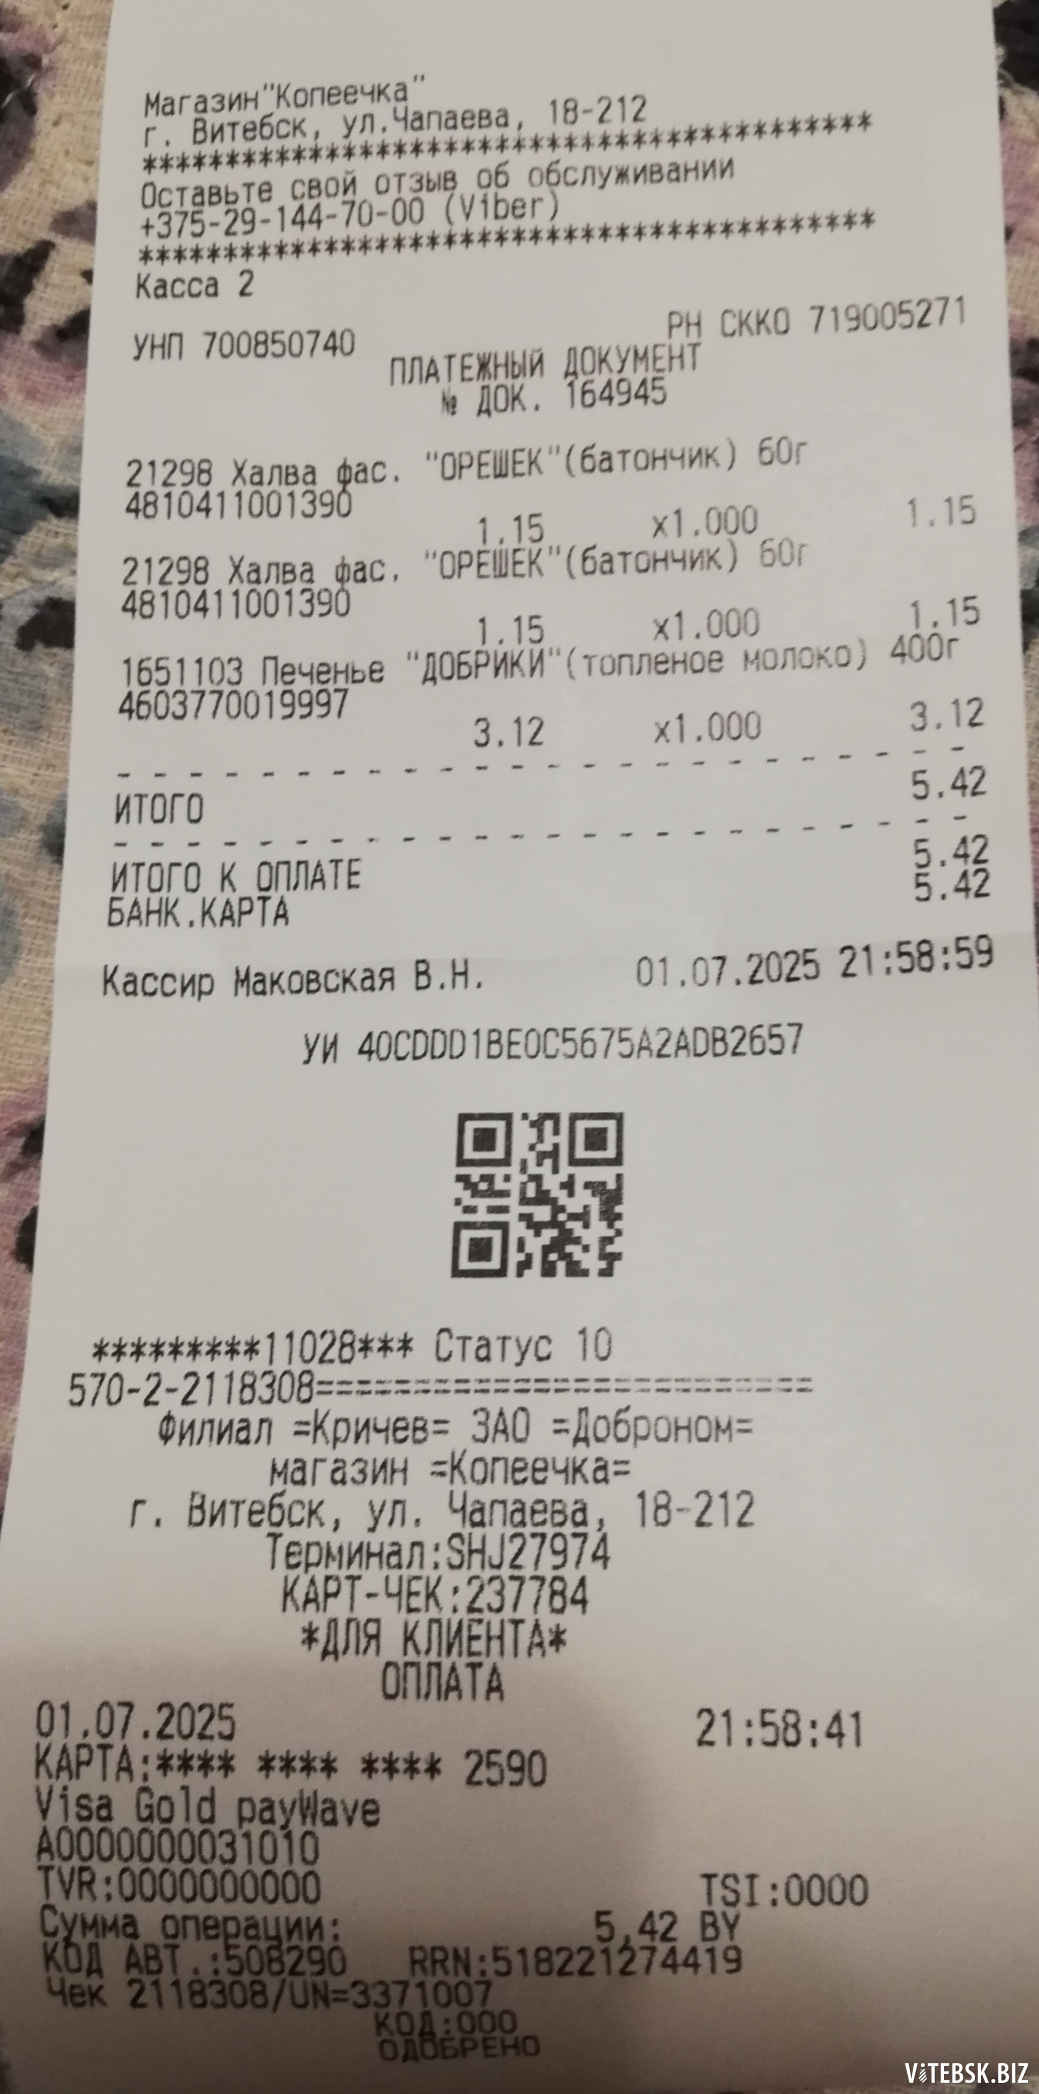 Магазин"Копеечка"
г. Витебск, ул.Чапаева, 18-212
********************************************
Оставьте свой отзыв об обслуживании
+375-29-144-70-00 (Viber)
********************************************
Касса 2
УНП 700850740 РН СККО 719005271
ПЛАТЕЖНЫЙ ДОКУМЕНТ
№ ДОК. 164945
21298 Халва фас. "ОРЕШЕК"(батончик) 60г
4810411001390
1.15 x1.000 1.15
21298 Халва фас. "ОРЕШЕК"(батончик) 60г
4810411001390
1.15 x1.000 1.15
1651103 Печенье "ДОБРИКИ"(топленое молоко) 400г
4603770019997
3.12 x1.000 3.12
- - - - - - - - - - - - - - - - - - - - - - - -
ИТОГО 5.42
- - - - - - - - - - - - - - - - - - - - - - - -
ИТОГО К ОПЛАТЕ 5.42
БАНК.КАРТА 5.42
Кассир Маковская В.Н. 01.07.2025 21:58:59
УИ 40CDDD1BE0C5675A2ADB2657
*********11028*** Статус 10
570-2-2118308===========================
Филиал =Кричев= ЗАО =Доброном=
магазин =Копеечка=
г. Витебск, ул. Чапаева, 18-212
Терминал:SHJ27974
КАРТ-ЧЕК:237784
*ДЛЯ КЛИЕНТА*
ОПЛАТА
01.07.2025 21:58:41
КАРТА:**** **** **** 2590
Visa Gold payWave
A0000000031010
TVR:0000000000 TSI:0000
Сумма операции: 5,42 BY
КОД АВТ.:508290 RRN:518221274419
Чек 2118308/UN=3371007
КОД:000
ОДОБРЕНО
ViTEBSK.BIZ